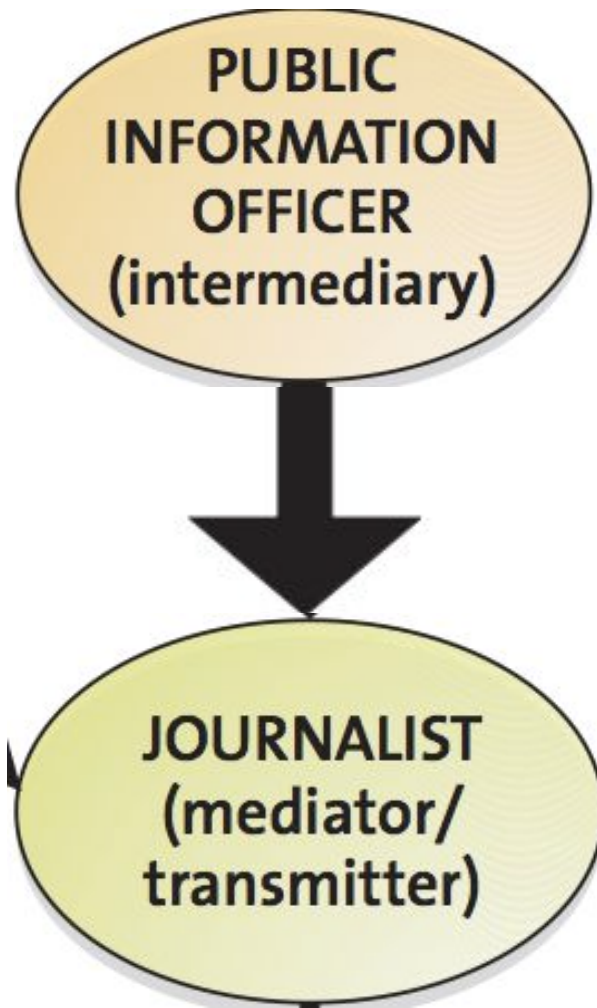 PUBLIC
INFORMATION
OFFICER
(intermediary)
JOURNALIST
(mediator/
transmitter)